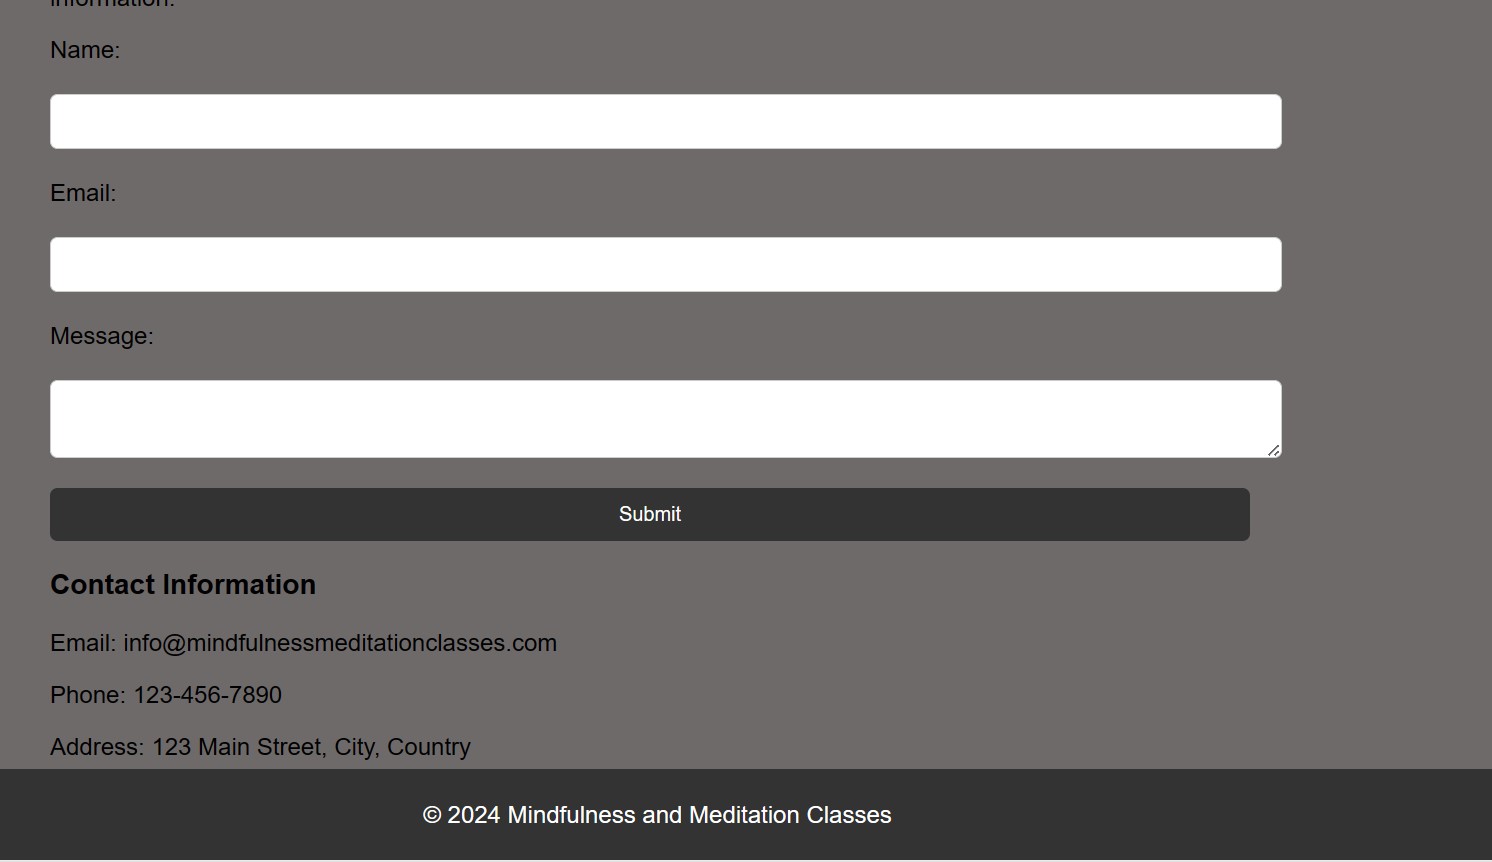 information.
Name:
Email:
Message:
Submit
Contact Information
Email: info@mindfulnessmeditationclasses.com
Phone: 123-456-7890
Address: 123 Main Street, City, Country
© 2024 Mindfulness and Meditation Classes